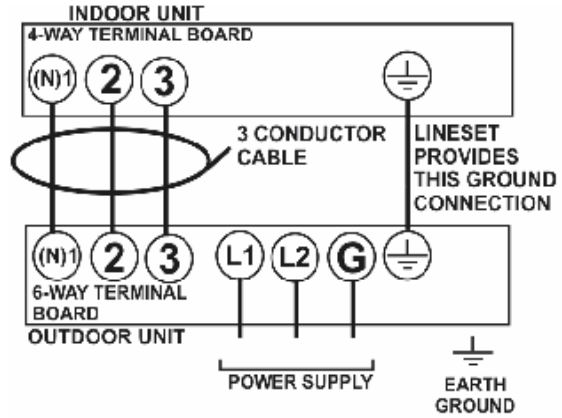 INDOOR UNIT
4-WAY TERMINAL BOARD
(N)1 2 3
3 CONDUCTOR
CABLE
LINESET
PROVIDES
THIS GROUND
CONNECTION
(N)1 2 3 L1 L2 G
6-WAY TERMINAL
BOARD
OUTDOOR UNIT
POWER SUPPLY
EARTH
GROUND